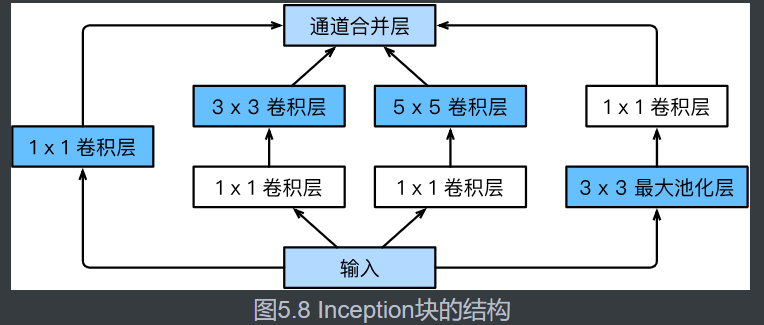 通道合并层
3 x 3 卷积层
5 x 5 卷积层
1 x 1 卷积层
1 x 1 卷积层
1 x 1 卷积层
1 x 1 卷积层
3 x 3 最大池化层
输入
图5.8 Inception块的结构